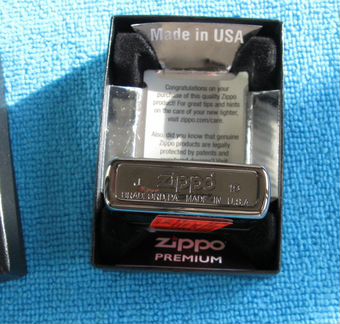 Made in USA
Congratulations on your
purchase of this quality Zippo
product! For great tips and hints
on the care of your new lighter,
visit zippo.com/care.
Also, did you know that genuine
Zippo products are legally
protected by patents and
J zippo
BRADFORD, PA. MADE IN U.S.A.
zippo
PREMIUM